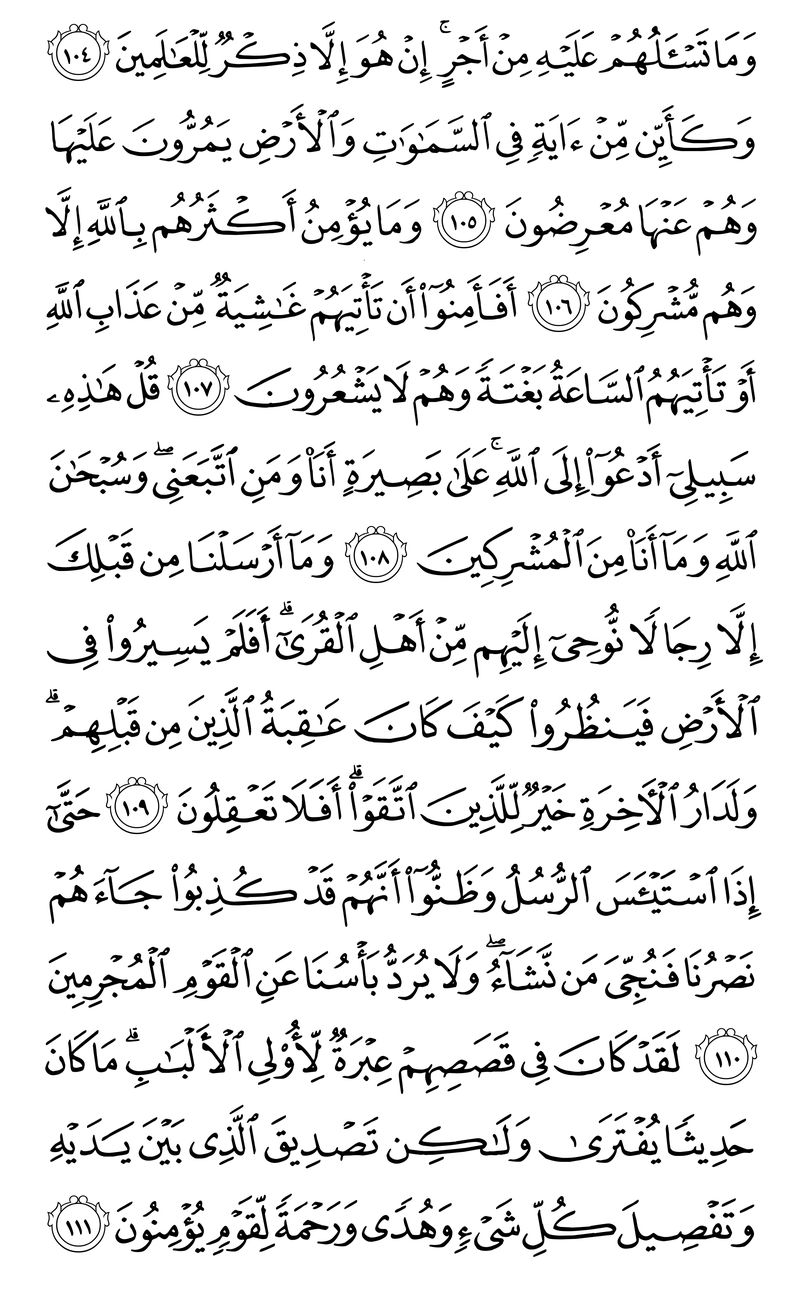 وَمَا تَسْـَٔلُهُمْ عَلَيْهِ مِنْ أَجْرٍ ۚ إِنْ هُوَ إِلَّا ذِكْرٌ لِّلْعَٰلَمِينَ ١٠٤
وَكَأَيِّن مِّنْ ءَايَةٍ فِى ٱلسَّمَٰوَٰتِ وَٱلْأَرْضِ يَمُرُّونَ عَلَيْهَا
وَهُمْ عَنْهَا مُعْرِضُونَ ١٠٥ وَمَا يُؤْمِنُ أَكْثَرُهُم بِٱللَّهِ إِلَّا
وَهُم مُّشْرِكُونَ ١٠٦ أَفَأَمِنُوٓا۟ أَن تَأْتِيَهُمْ غَٰشِيَةٌ مِّنْ عَذَابِ ٱللَّهِ
أَوْ تَأْتِيَهُمُ ٱلسَّاعَةُ بَغْتَةً وَهُمْ لَا يَشْعُرُونَ ١٠٧ قُلْ هَٰذِهِۦ
سَبِيلِىٓ أَدْعُوٓا۟ إِلَى ٱللَّهِ ۚ عَلَىٰ بَصِيرَةٍ أَنَا۠ وَمَنِ ٱتَّبَعَنِى ۖ وَسُبْحَٰنَ
ٱللَّهِ وَمَآ أَنَا۠ مِنَ ٱلْمُشْرِكِينَ ١٠٨ وَمَآ أَرْسَلْنَا مِن قَبْلِكَ
إِلَّا رِجَالًا نُّوحِىٓ إِلَيْهِم مِّنْ أَهْلِ ٱلْقُرَىٰٓ ۗ أَفَلَمْ يَسِيرُوا۟ فِى
ٱلْأَرْضِ فَيَنظُرُوا۟ كَيْفَ كَانَ عَٰقِبَةُ ٱلَّذِينَ مِن قَبْلِهِمْ ۗ
وَلَدَارُ ٱلْءَاخِرَةِ خَيْرٌ لِّلَّذِينَ ٱتَّقَوْا۟ ۗ أَفَلَا تَعْقِلُونَ ١٠٩ حَتَّىٰٓ
إِذَا ٱسْتَيْـَٔسَ ٱلرُّسُلُ وَظَنُّوٓا۟ أَنَّهُمْ قَدْ كُذِبُوا۟ جَآءَهُمْ
نَصْرُنَا فَنُجِّىَ مَن نَّشَآءُ ۖ وَلَا يُرَدُّ بَأْسُنَا عَنِ ٱلْقَوْمِ ٱلْمُجْرِمِينَ
١١٠ لَقَدْ كَانَ فِى قَصَصِهِمْ عِبْرَةٌ لِّأُو۟لِى ٱلْأَلْبَٰبِ ۗ مَا كَانَ
حَدِيثًا يُفْتَرَىٰ وَلَٰكِن تَصْدِيقَ ٱلَّذِى بَيْنَ يَدَيْهِ
وَتَفْصِيلَ كُلِّ شَىْءٍ وَهُدًى وَرَحْمَةً لِّقَوْمٍ يُؤْمِنُونَ ١١١